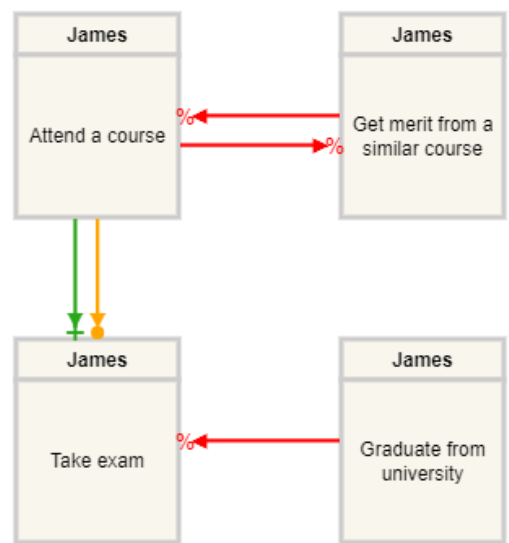 James
Attend a course
James
Get merit from a
similar course
%
%
James
Take exam
James
Graduate from
university
%